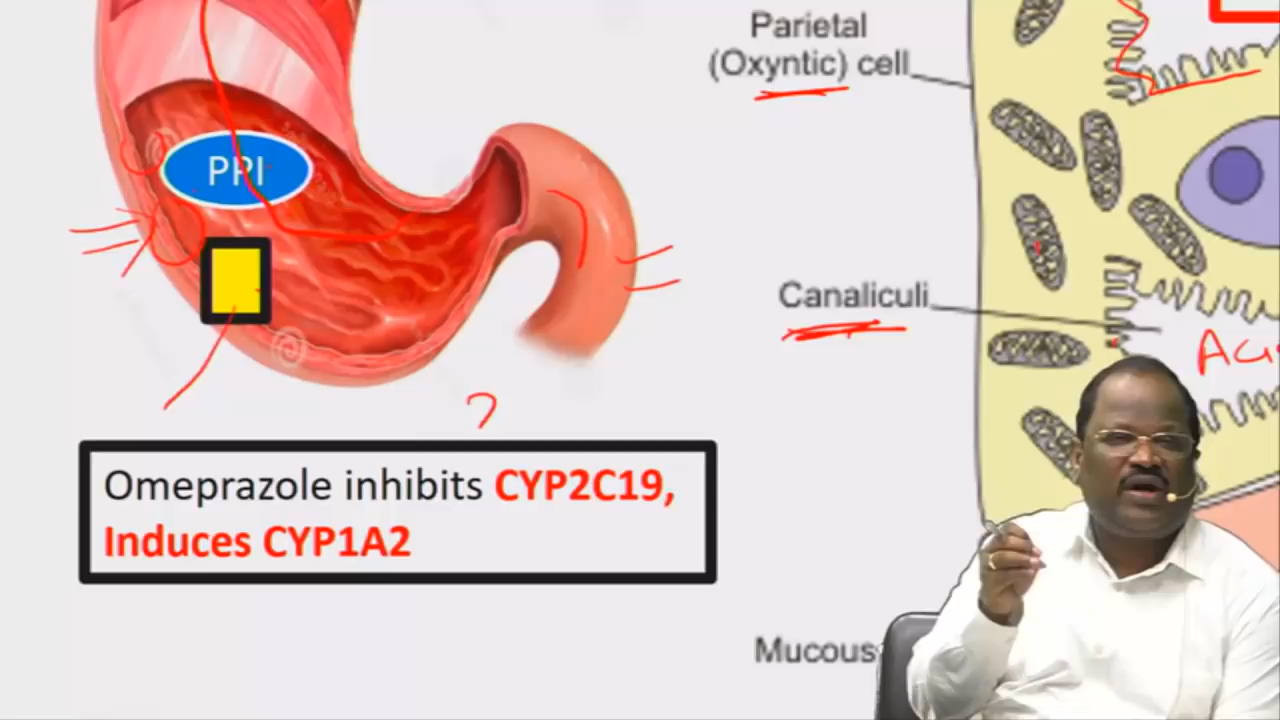 PPI
?
Omeprazole inhibits CYP2C19,
Induces CYP1A2
Parietal
(Oxyntic) cell
Canaliculi
Mucous